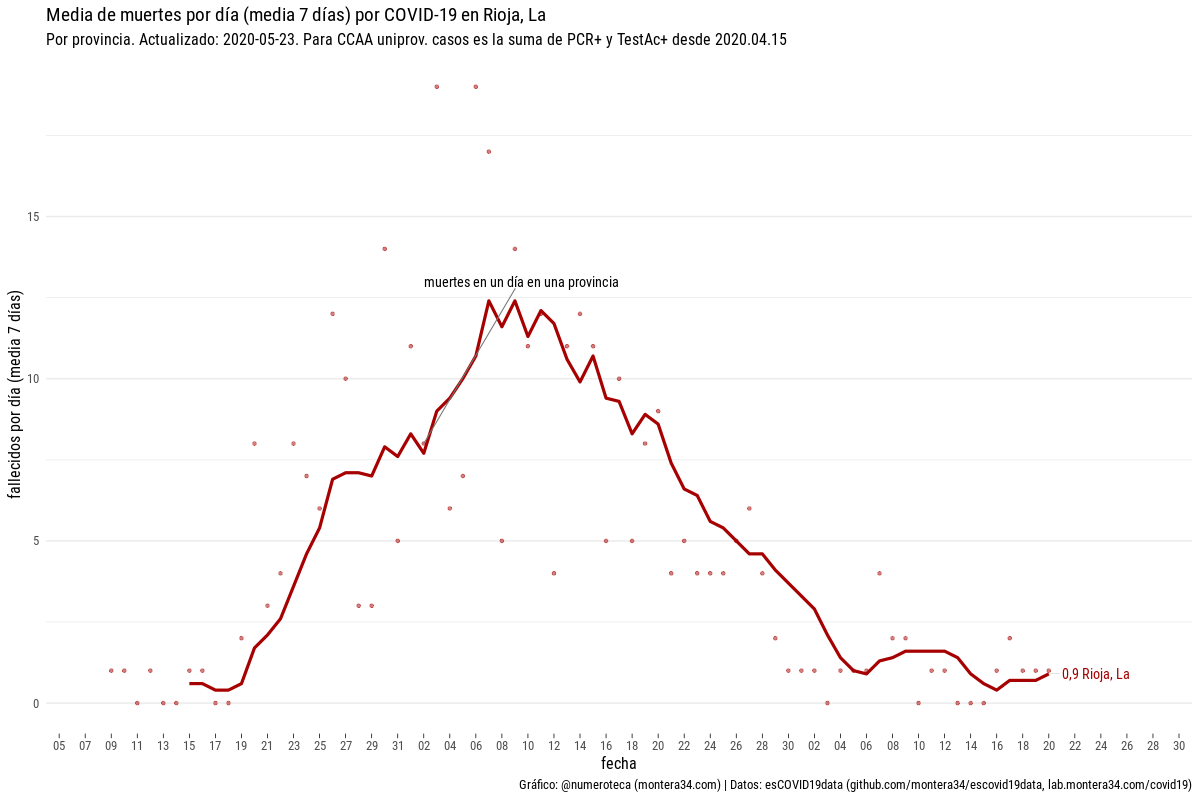 Media de muertes por día (media 7 días) por COVID-19 en Rioja, La
Por provincia. Actualizado: 2020-05-23. Para CCAA uniprov. casos es la suma de PCR+ y TestAc+ desde 2020.04.15
fallecidos por día (media 7 días)
15
10
5
0
muertes en un día en una provincia
0,9 Rioja, La
05 07 09 11 13 15 17 19 21 23 25 27 29 31 02 04 06 08 10 12 14 16 18 20 22 24 26 28 30 02 04 06 08 10 12 14 16 18 20 22 24 26 28 30
fecha
Gráfico: @numeroteca (montera34.com) | Datos: esCOVID19data (github.com/montera34/escovid19data, lab.montera34.com/covid19)